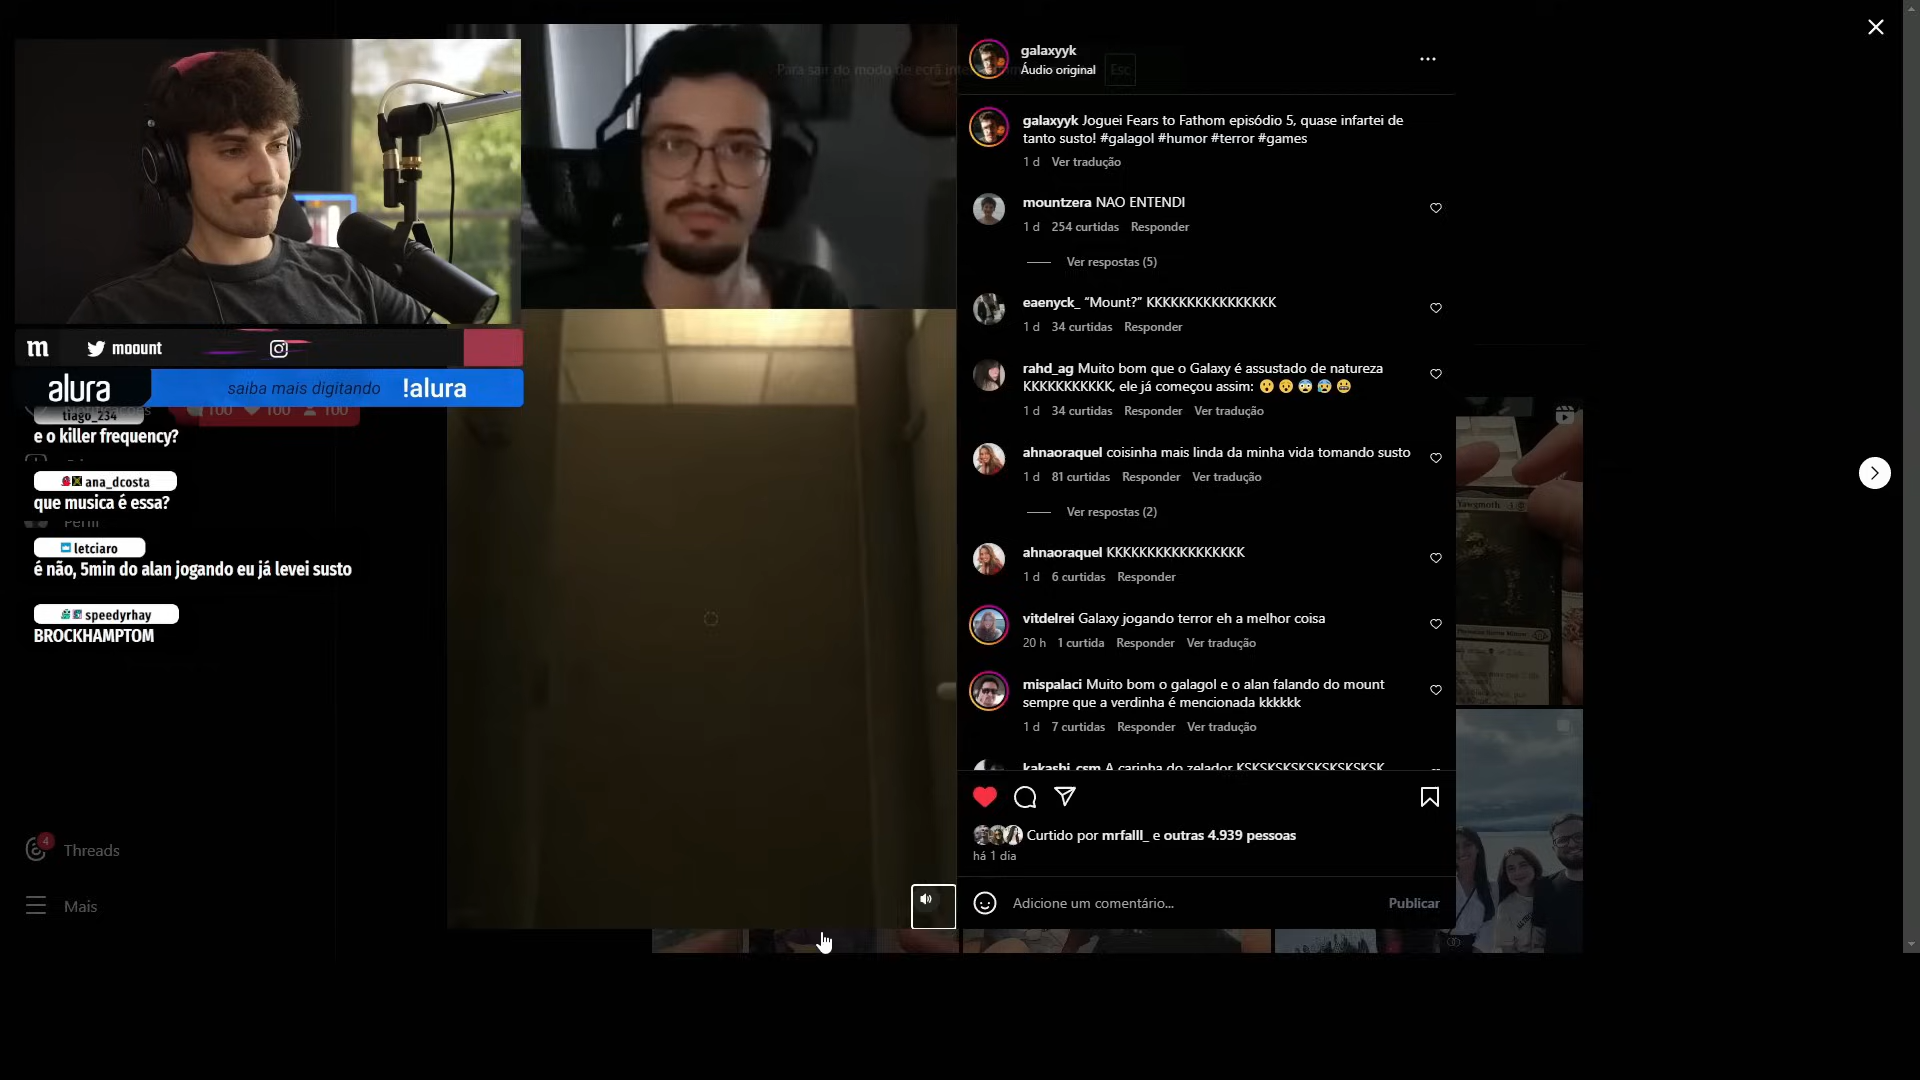 m
moount
alura
saiba mais digitando !alura
100
100
100
tiago_234
e o killer frequency?
ana_dcosta
que musica é essa?
Perfil
letciaro
é não, 5min do alan jogando eu já levei susto
speedyrhay
BROCKHAMPTOM
4
Threads
Mais
Para sair do modo de ecrã
Esc
galaxyyk
Áudio original
galaxyyk Joguei Fears to Fathom episódio 5, quase infartei de
tanto susto! #galagol #humor #terror #games
1 d Ver tradução
mountzera NAO ENTENDI
1 d 254 curtidas Responder
Ver respostas (5)
eaenyck_ “Mount?” KKKKKKKKKKKKKKKK
1 d 34 curtidas Responder
rahd_ag Muito bom que o Galaxy é assustado de natureza
KKKKKKKKKKK, ele já começou assim: 😮😣😨😰😬
1 d 34 curtidas Responder Ver tradução
ahnaoraquel coisinha mais linda da minha vida tomando susto
1 d 81 curtidas Responder Ver tradução
Ver respostas (2)
ahnaoraquel KKKKKKKKKKKKKKKKK
1 d 6 curtidas Responder
vitdelrei Galaxy jogando terror eh a melhor coisa
20 h 1 curtida Responder Ver tradução
mispalaci Muito bom o galagol e o alan falando do mount
sempre que a verdinha é mencionada kkkkkk
1 d 7 curtidas Responder Ver tradução
kakashi_csm A carinha do zelador KSKSKSKSKSKSKSKSKSK
Curtido por mrfalll_ e outras 4.939 pessoas
há 1 dia
Adicione um comentário...
Publicar